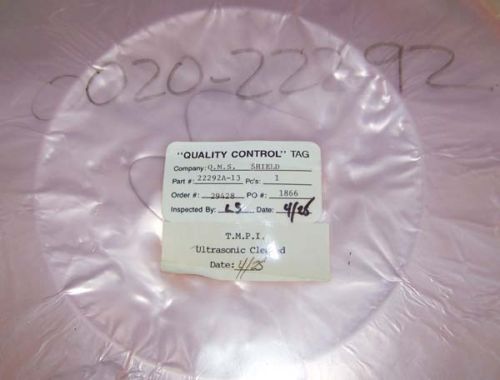 0020-22292
"QUALITY CONTROL" TAG
Company: Q.M.S. SHIELD
Part #: 22292A-13 Pc's: 1
Order #: 29428 PO #: 1866
Inspected By: LS Date: 4/25
T.M.P.I.
Ultrasonic Cleaned
Date: 4/25